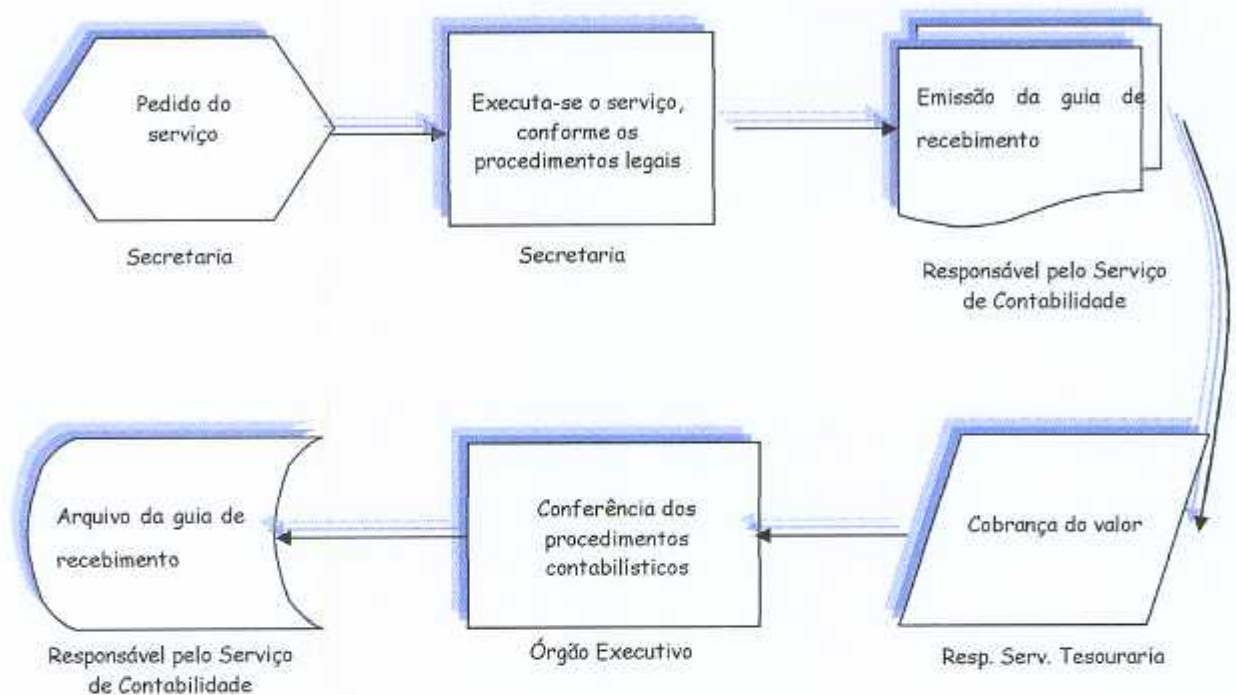 Pedido do
serviço
Secretaria
Executa-se o serviço,
conforme os
procedimentos legais
Secretaria
Emissão da guia de
recebimento
Responsável pelo Serviço
de Contabilidade
Cobrança do valor
Resp. Serv. Tesouraria
Conferência dos
procedimentos
contabilísticos
Órgão Executivo
Arquivo da guia de
recebimento
Responsável pelo Serviço
de Contabilidade